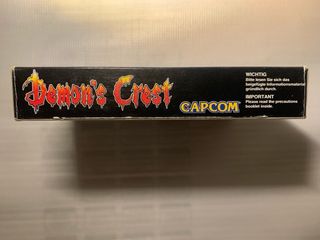 Demon's Crest
CAPCOM
WICHTIG
Bitte lesen Sie sich das
beigefügte Informationsmaterial
gründlich durch.
IMPORTANT
Please read the precautions
booklet inside.